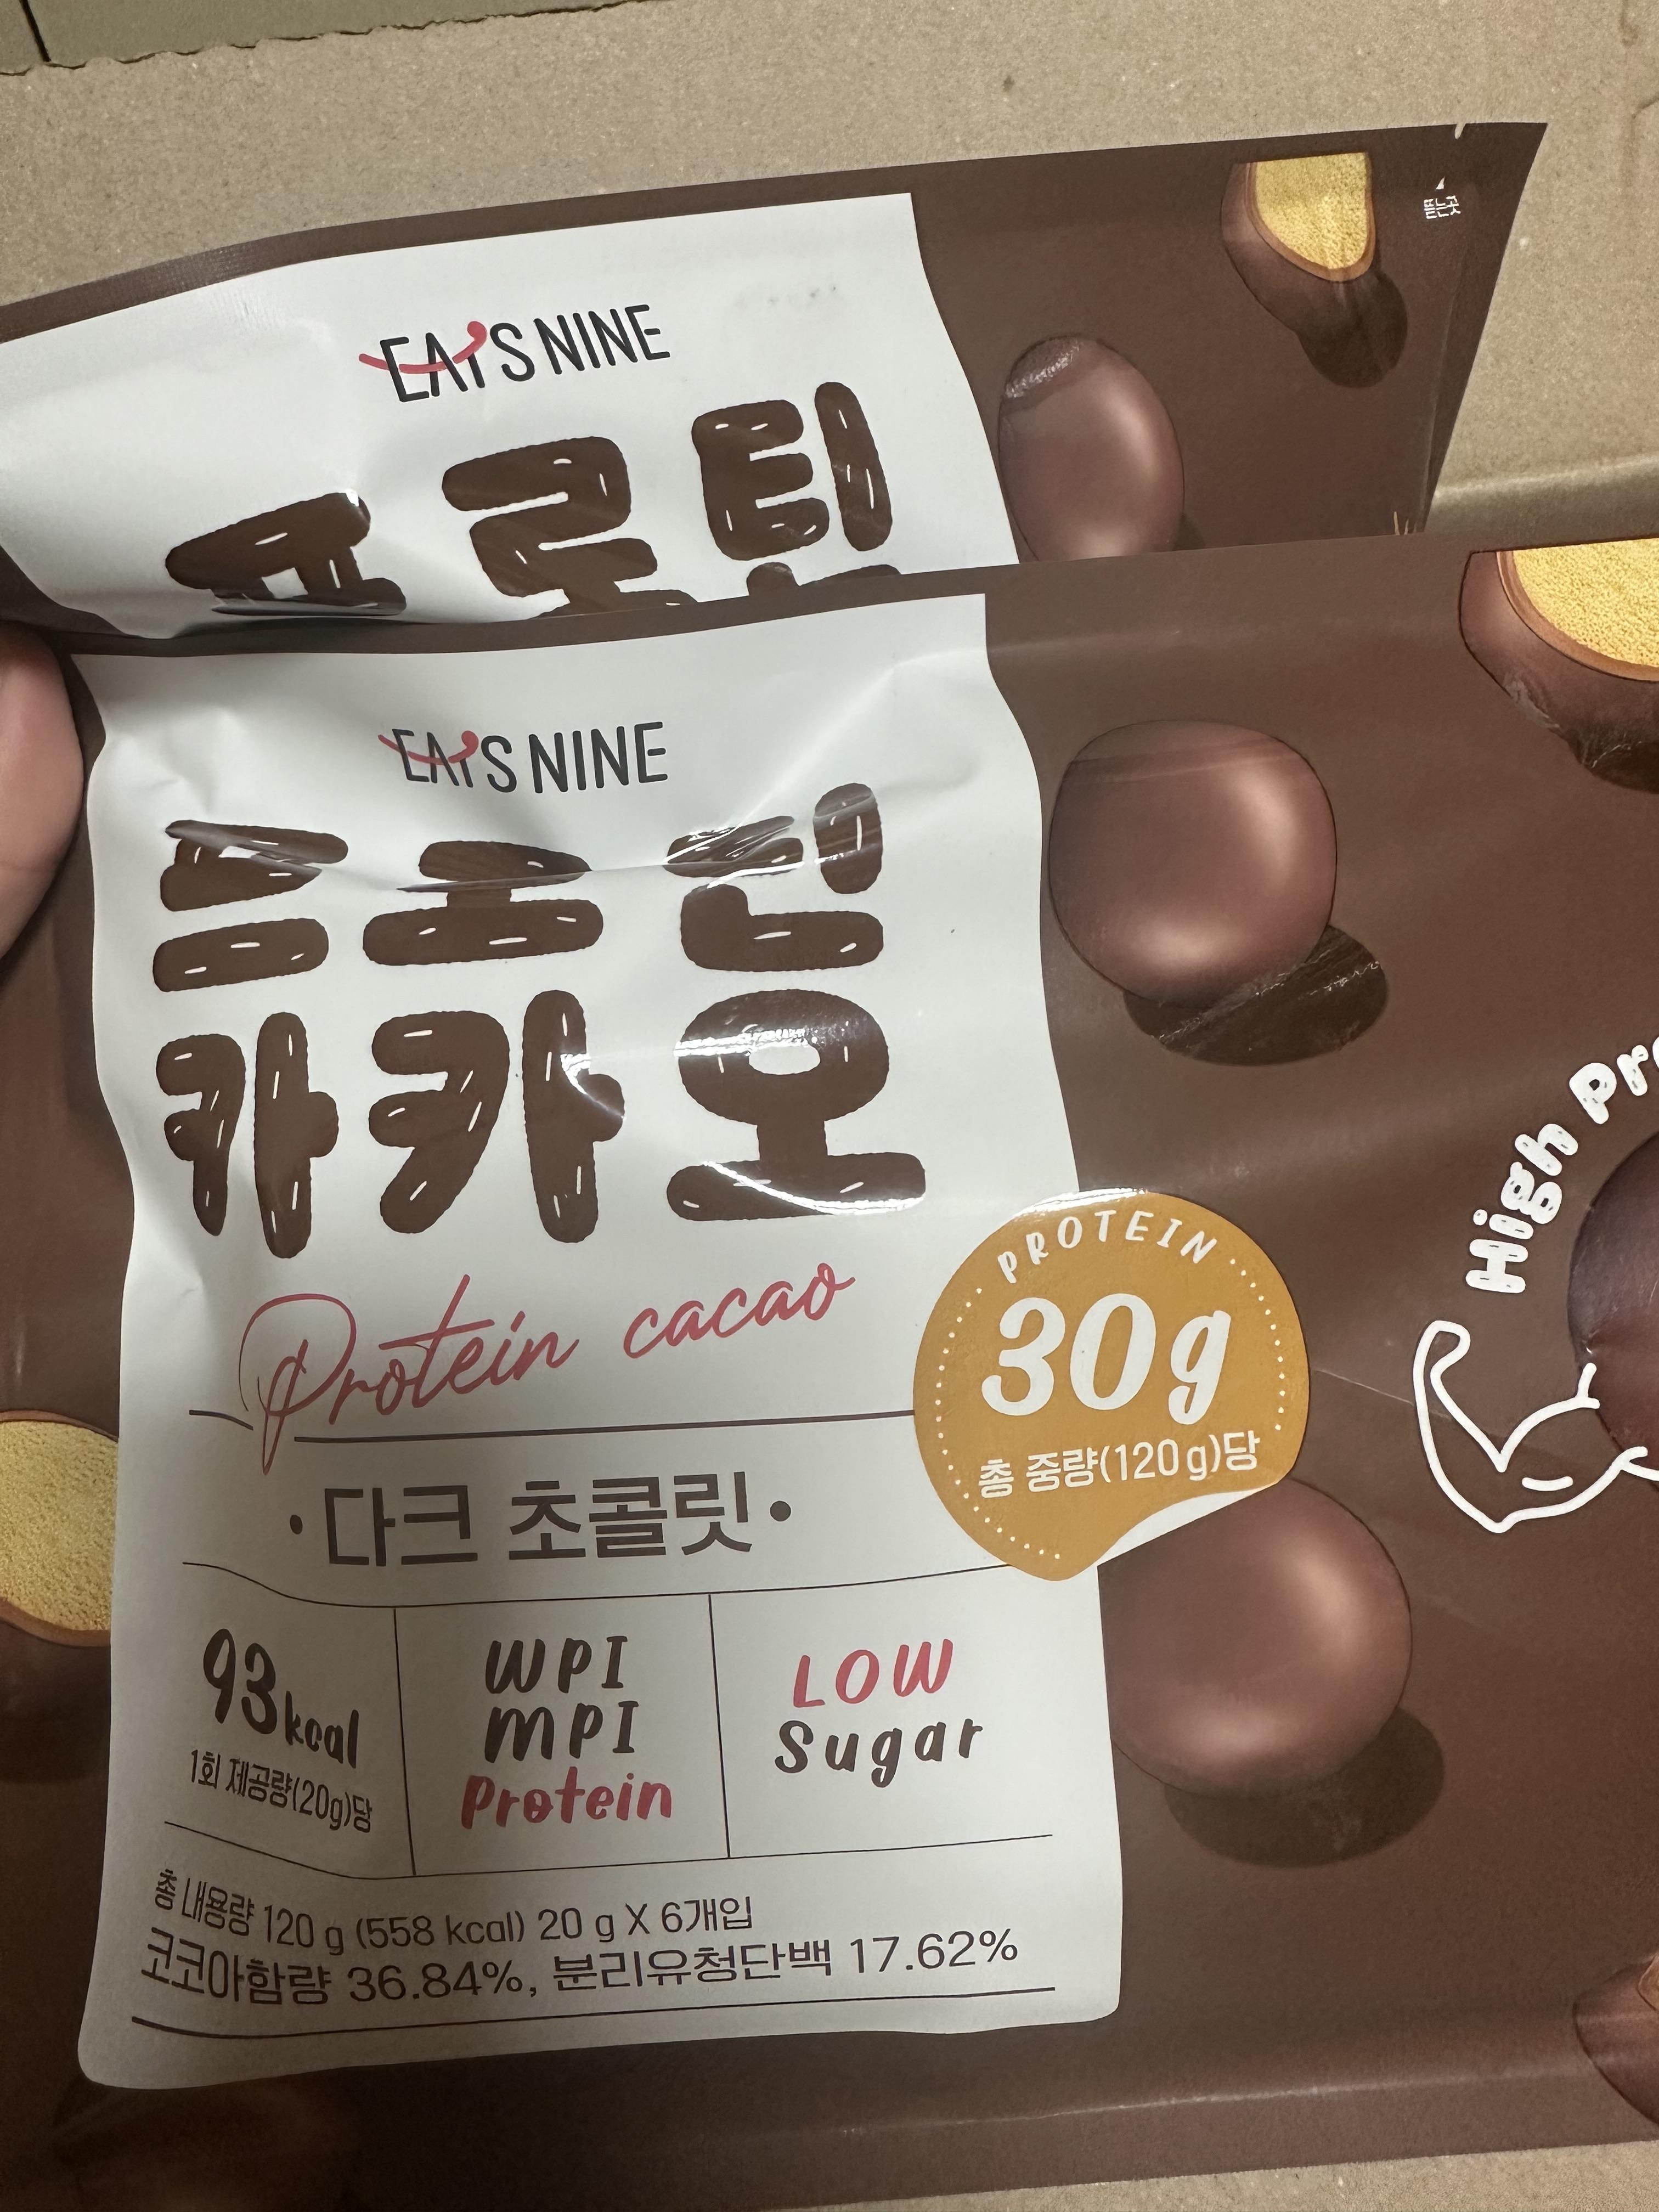 뜯는곳
EAT'S NINE
프로틴
EAT'S NINE
프로틴
카카오
Protein cacao
PROTEIN
30g
총 중량(120g)당
High
· 다크 초콜릿 ·
93kcal
1회 제공량(20g)당
WPI
MPI
Protein
LOW
Sugar
총 내용량 120 g (558 kcal) 20 g X 6개입
코코아함량 36.84%, 분리유청단백 17.62%